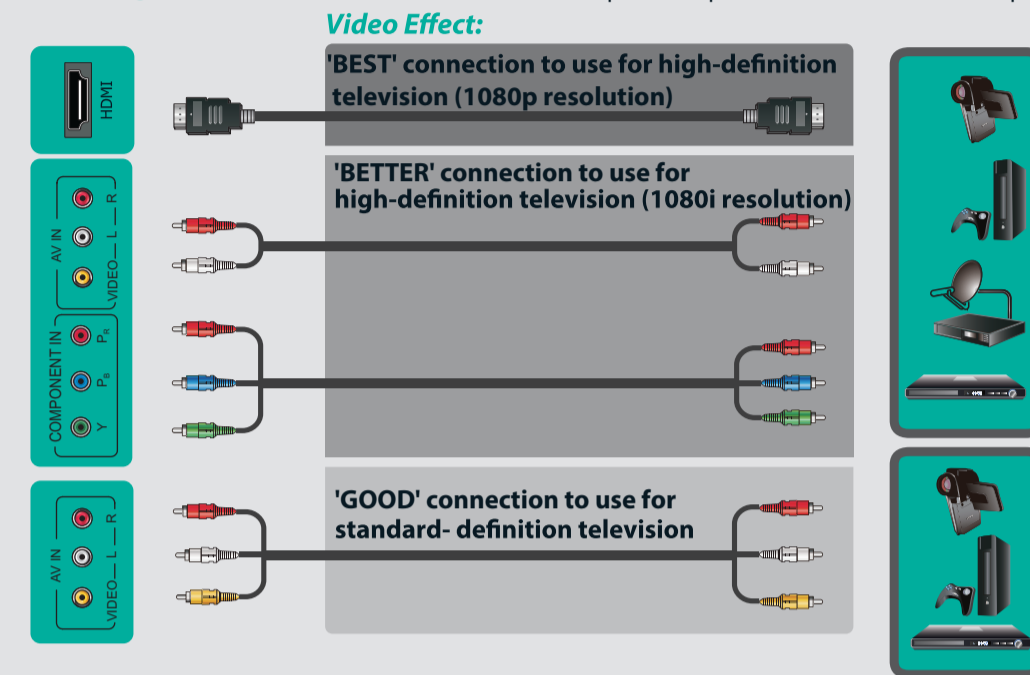 Video Effect:
'BEST' connection to use for high-definition
television (1080p resolution)
HDMI
'BETTER' connection to use for
high-definition television (1080i resolution)
AV IN
VIDEO L R
COMPONENT IN
Y PB PR
'GOOD' connection to use for
standard- definition television
AV IN
VIDEO L R